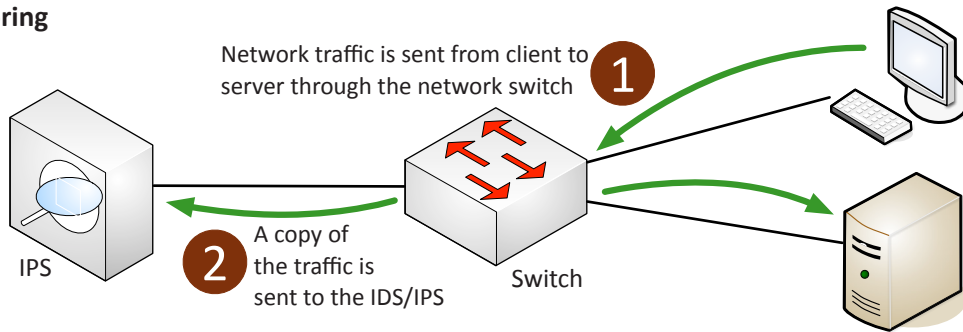 ring
Network traffic is sent from client to
server through the network switch
1
IPS
2
A copy of
the traffic is
sent to the IDS/IPS
Switch